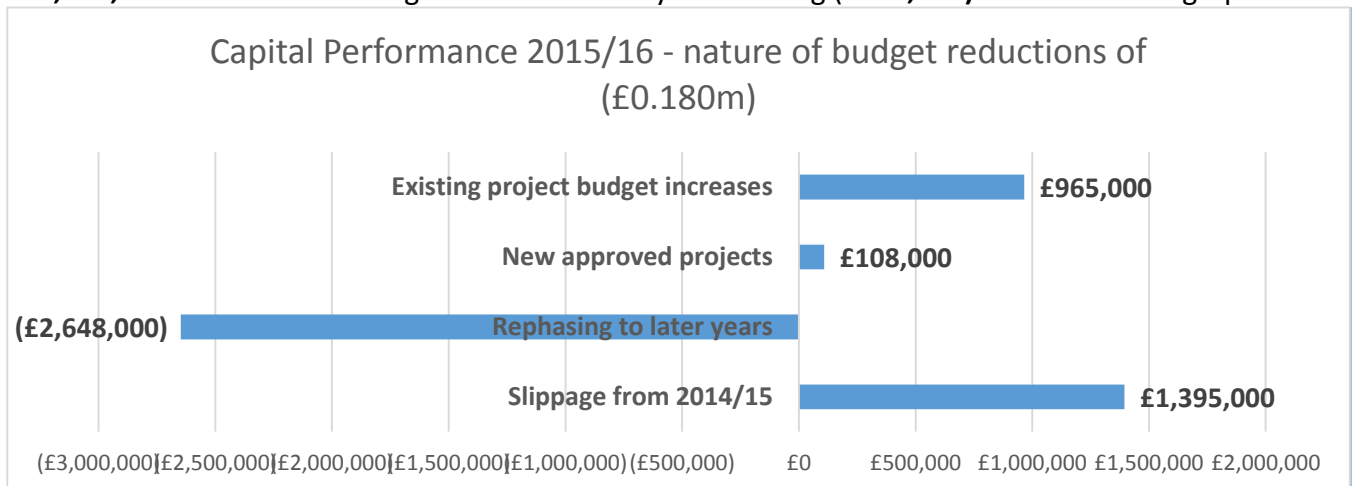 Capital Performance 2015/16 - nature of budget reductions of
(£0.180m)
Existing project budget increases £965,000
New approved projects £108,000
(£2,648,000) Rephasing to later years
Slippage from 2014/15 £1,395,000
(£3,000,000) (£2,500,000) (£2,000,000) (£1,500,000) (£1,000,000) (£500,000) £0 £500,000 £1,000,000 £1,500,000 £2,000,000